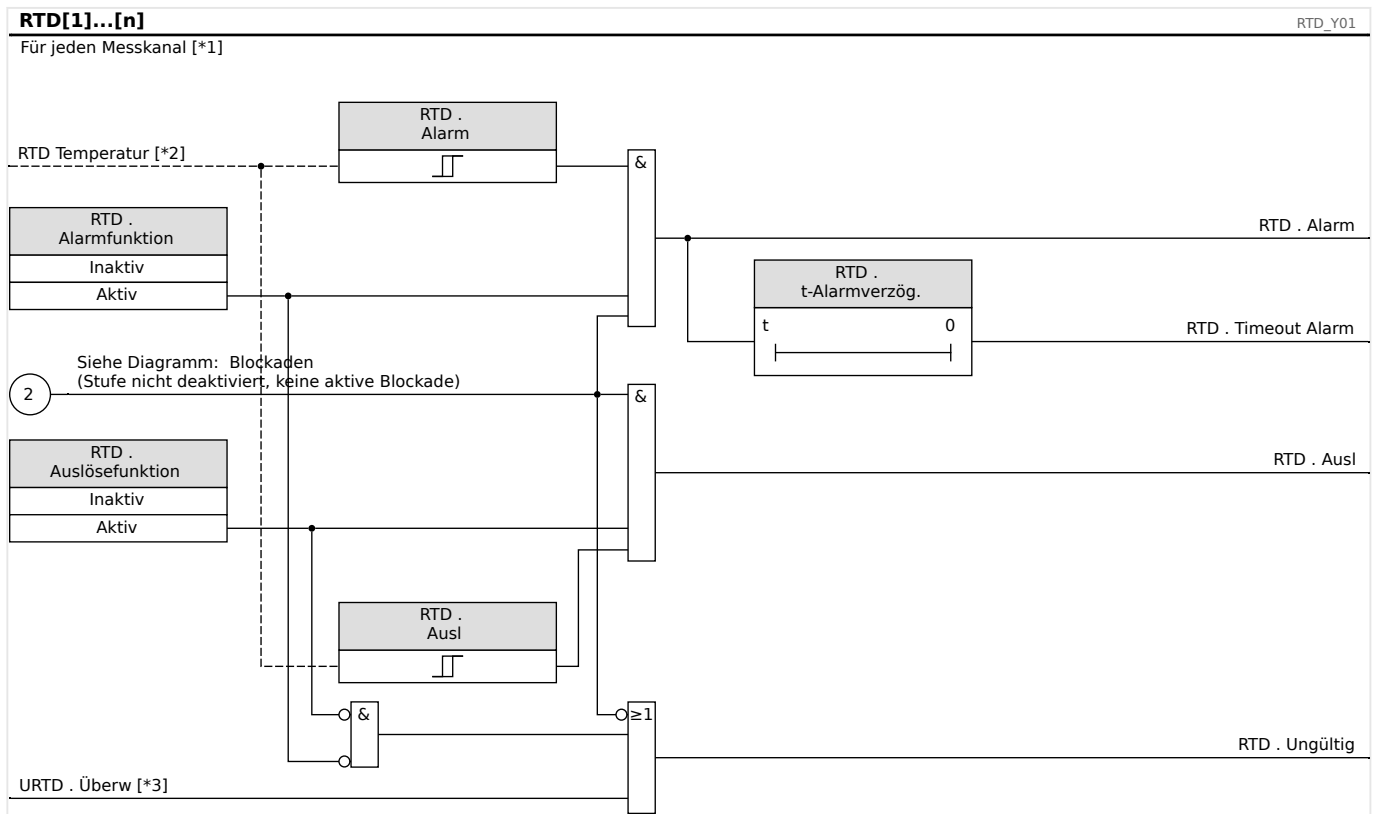 RTD[1]...[n]
RTD_Y01
Für jeden Messkanal [*1]
RTD .
Alarm
RTD Temperatur [*2]
&
RTD .
Alarmfunktion
Inaktiv
Aktiv
RTD . Alarm
RTD .
t-Alarmverzög.
t 0
RTD . Timeout Alarm
Siehe Diagramm: Blockaden
(Stufe nicht deaktiviert, keine aktive Blockade)
2
&
RTD .
Auslösefunktion
Inaktiv
Aktiv
RTD . Ausl
RTD .
Ausl
&
≥1
RTD . Ungültig
URTD . Überw [*3]